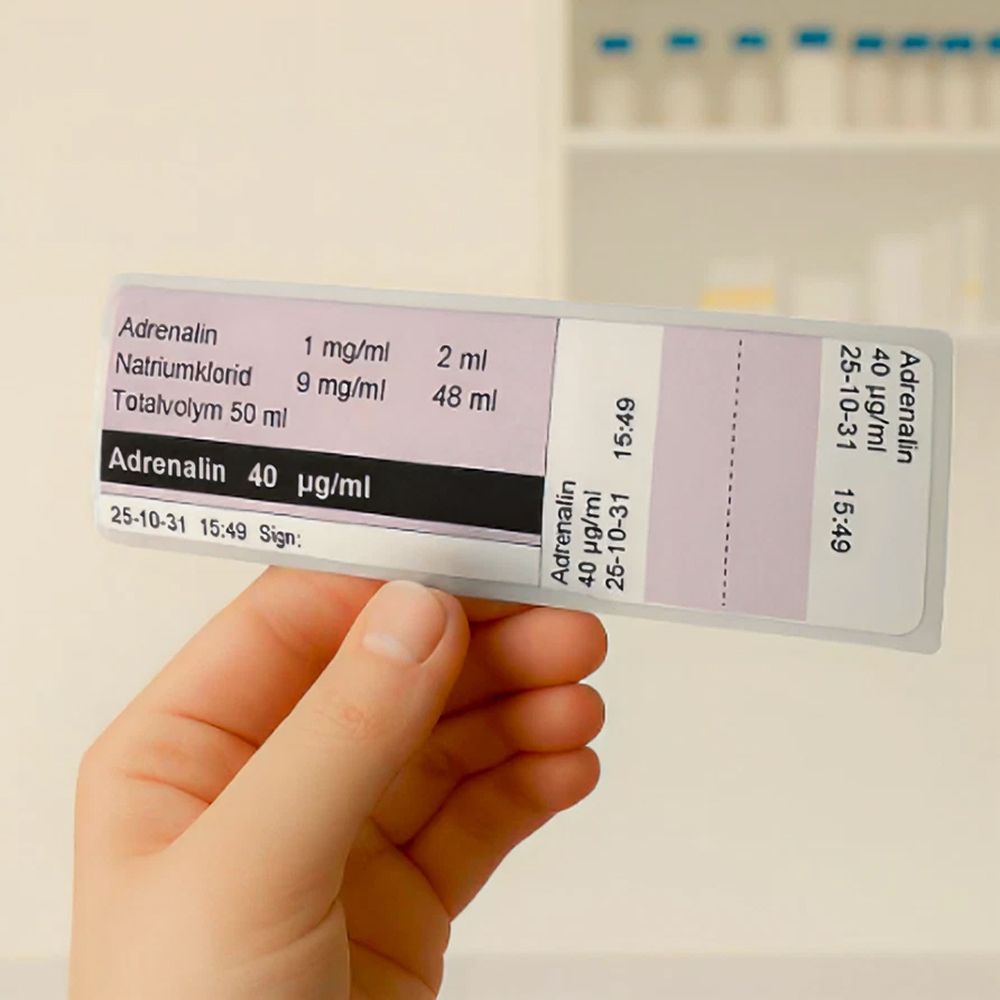 Adrenalin 1 mg/ml 2 ml
Natriumklorid 9 mg/ml 48 ml
Totalvolym 50 ml
Adrenalin 40 µg/ml
25-10-31 15:49 Sign:
Adrenalin
40 µg/ml
25-10-31 15:49
Adrenalin
40 µg/ml
25-10-31 15:49